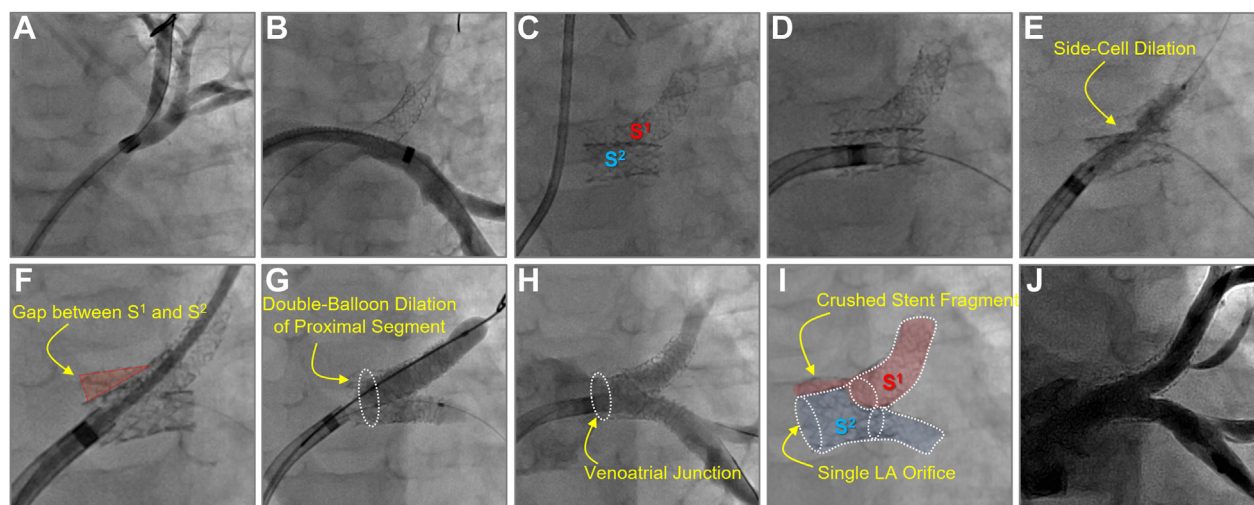 A
B
C
S¹
S²
D
E
Side-Cell Dilation
F
Gap between S¹ and S²
G
Double-Balloon Dilation
of Proximal Segment
H
Venoatrial Junction
I
Crushed Stent Fragment
S¹
S²
Single LA Orifice
J